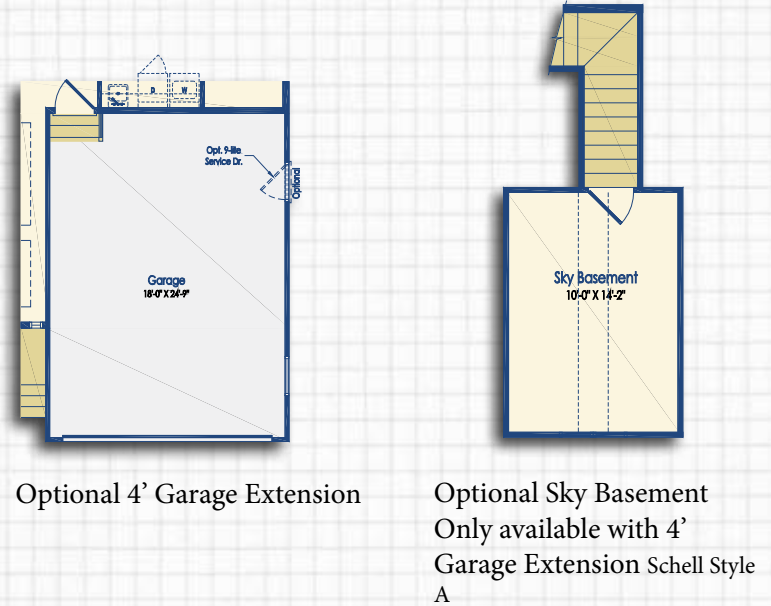 D W
Opt. 9-lite
Service Dr.
Optional
Garage
18'-0" X 24'-9"
Sky Basement
10'-0" X 14'-2"
Optional 4’ Garage Extension
Optional Sky Basement
Only available with 4’
Garage Extension Schell Style
A